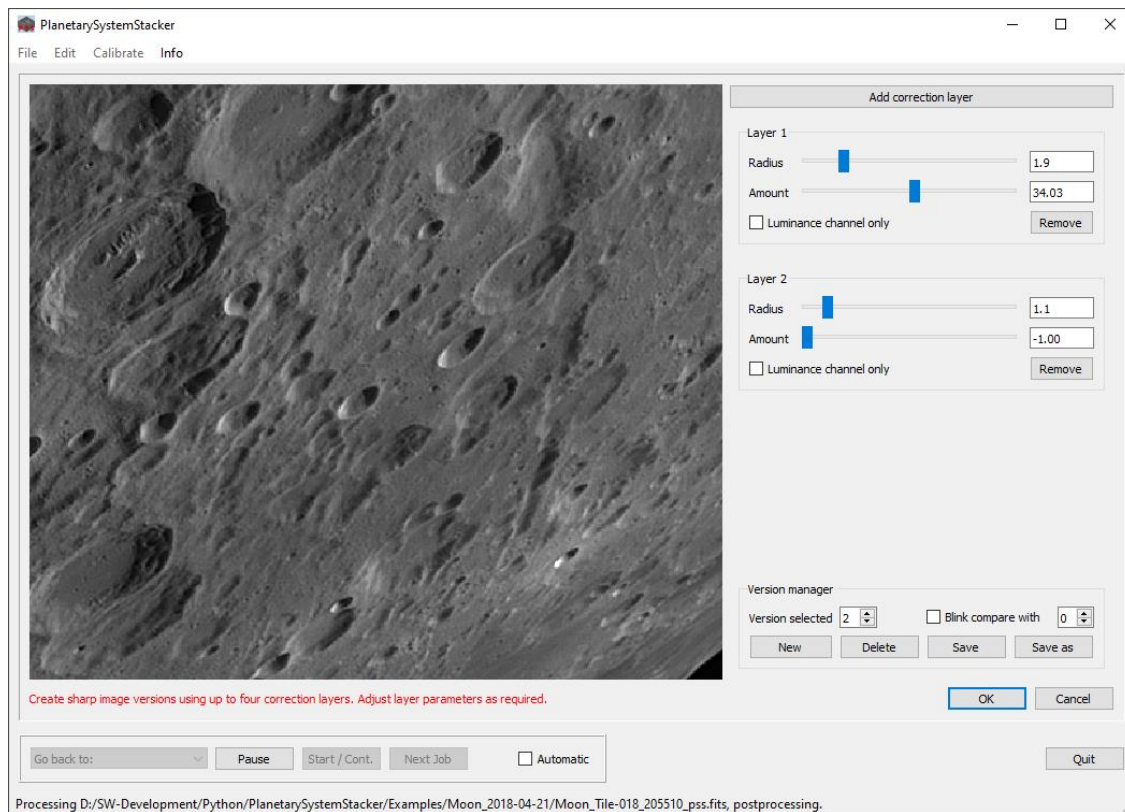 PlanetarySystemStacker
File Edit Calibrate Info
Add correction layer
Layer 1
Radius 1.9
Amount 34.03
Luminance channel only Remove
Layer 2
Radius 1.1
Amount -1.00
Luminance channel only Remove
Version manager
Version selected 2 Blink compare with 0
New Delete Save Save as
Create sharp image versions using up to four correction layers. Adjust layer parameters as required.
OK Cancel
Go back to: Pause Start / Cont. Next Job Automatic Quit
Processing D:/SW-Development/Python/PlanetarySystemStacker/Examples/Moon_2018-04-21/Moon_Tile-018_205510_pss.fits, postprocessing.